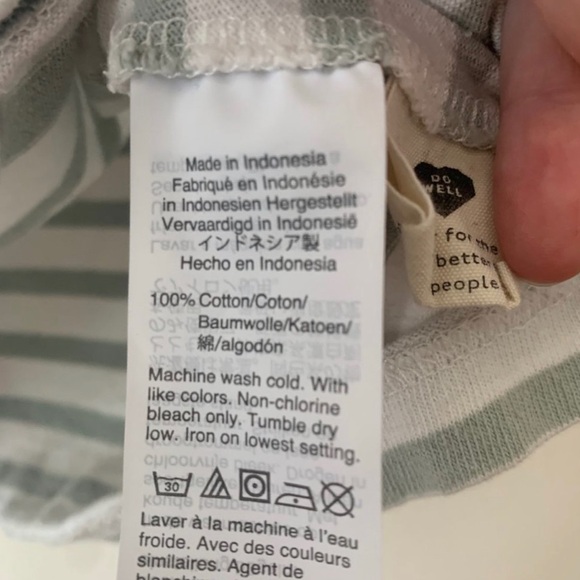 Made in Indonesia
Fabriqué en Indonésie
in Indonesien Hergestellt
Vervaardigd in Indonesië
インドネシア製
Hecho en Indonesia
100% Cotton/Coton/
Baumwolle/Katoen/
綿/algodón
Machine wash cold. With
like colors. Non-chlorine
bleach only. Tumble dry
low. Iron on lowest setting.
30
Laver à la machine à l'eau
froide. Avec des couleurs
similaires. Agent de
DO
WELL
for the
better
people